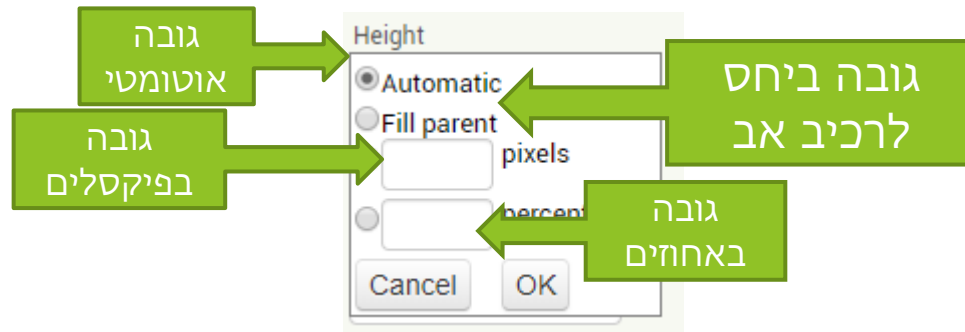 Height
גובה
אוטומטי
Automatic
גובה ביחס
לרכיב אב
Fill parent
גובה
בפיקסלים
pixels
percent
גובה
באחוזים
Cancel
OK